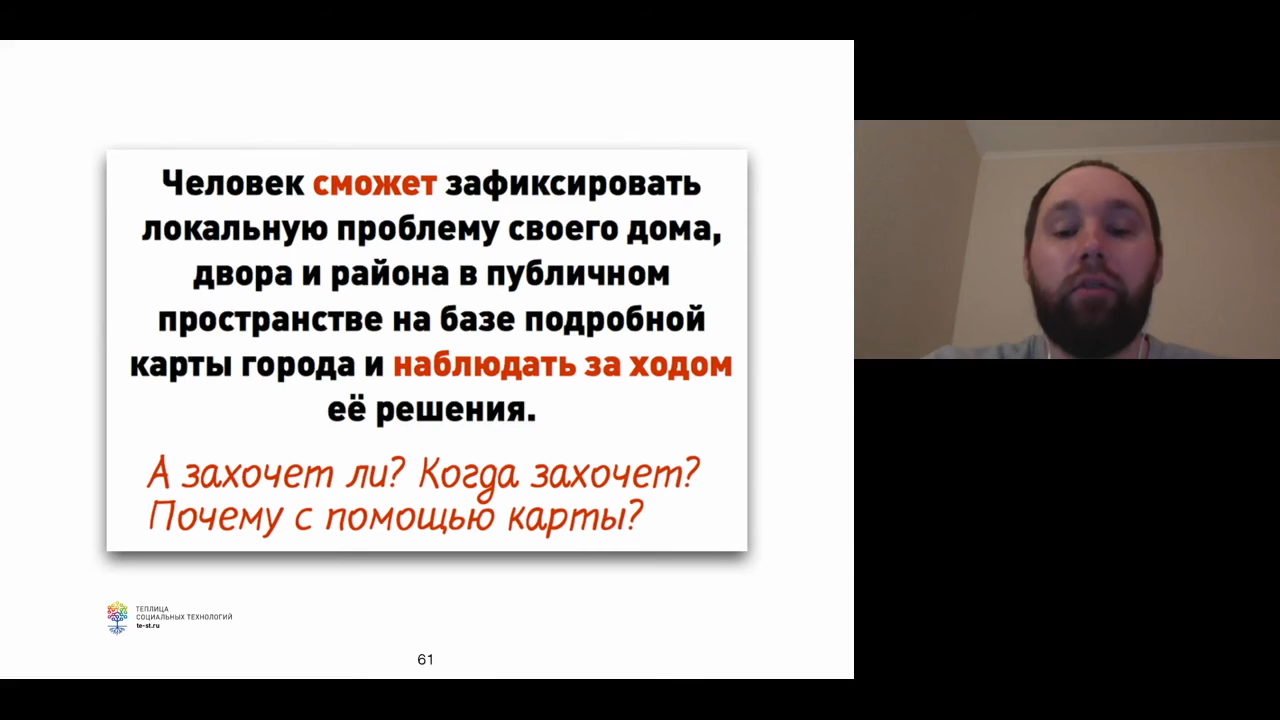 Человек сможет зафиксировать
локальную проблему своего дома,
двора и района в публичном
пространстве на базе подробной
карты города и наблюдать за ходом
её решения.
А захочет ли? Когда захочет?
Почему с помощью карты?
ТЕПЛИЦА
СОЦИАЛЬНЫХ ТЕХНОЛОГИЙ
te-st.ru
61